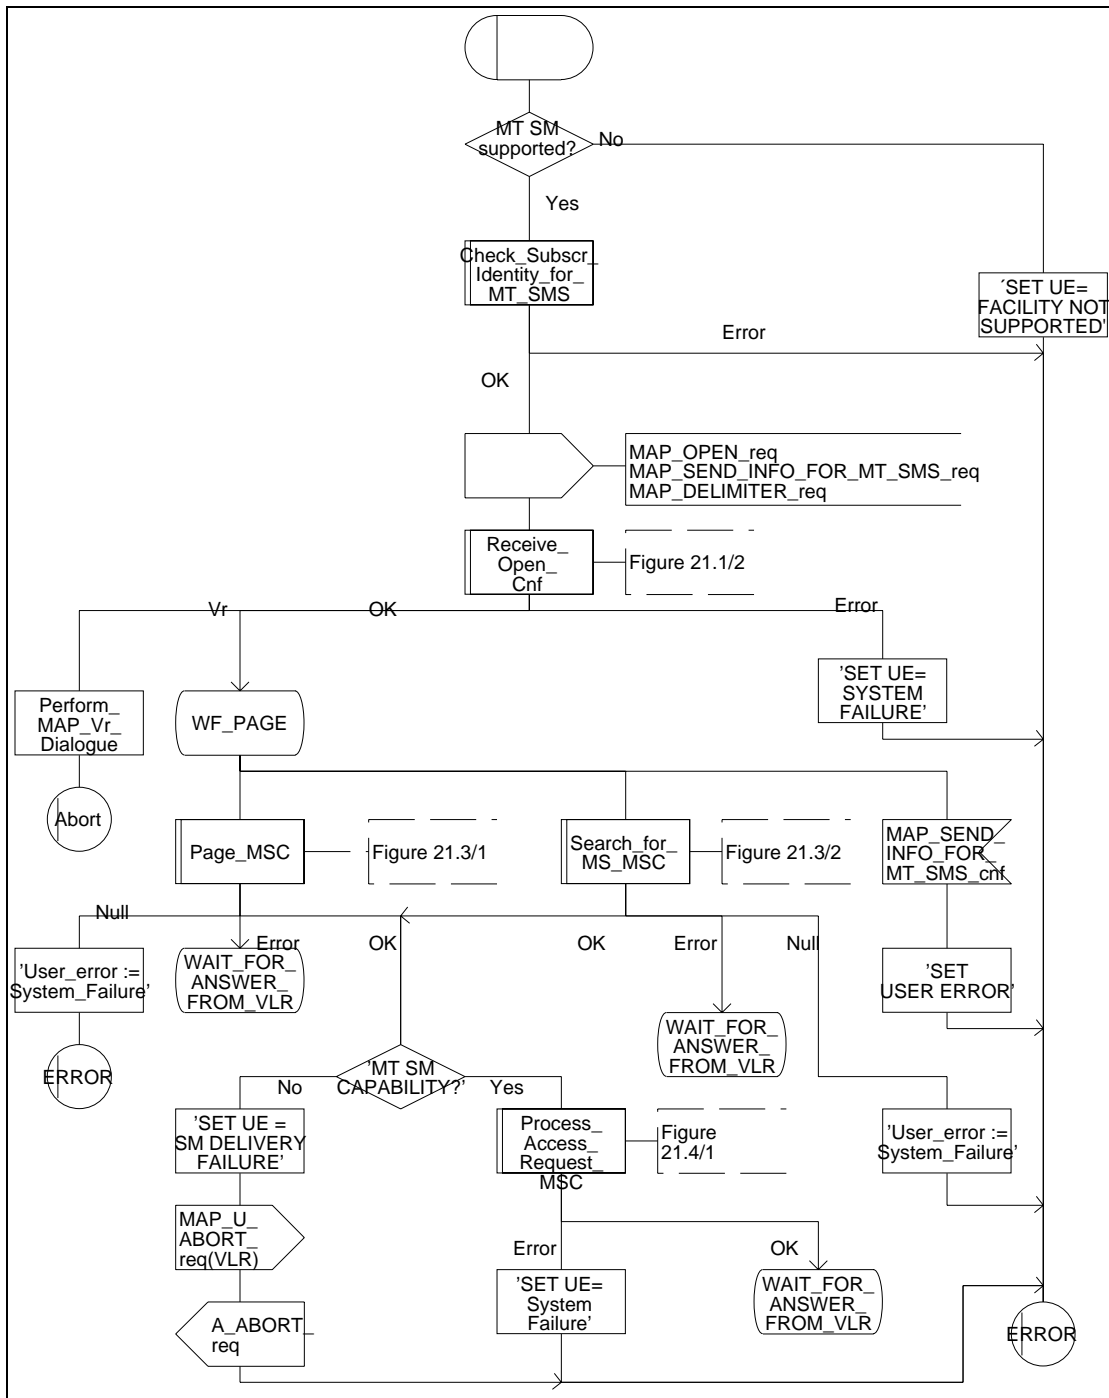 MT SM
supported?
No
Yes
Check_Subscr_
Identity_for_
MT_SMS
´SET UE=
FACILITY NOT
SUPPORTED'
Error
OK
MAP_OPEN_req
MAP_SEND_INFO_FOR_MT_SMS_req
MAP_DELIMITER_req
Receive_
Open_
Cnf
Figure 21.1/2
Vr
OK
Error
'SET UE=
SYSTEM
FAILURE’
Perform_
MAP_Vr_
Dialogue
WF_PAGE
Abort
Page_MSC
Figure 21.3/1
Search_for_
MS_MSC
Figure 21.3/2
MAP_SEND_
INFO_FOR_
MT_SMS_cnf
Null
Error
OK
OK
Error
Null
'User_error :=
System_Failure’
WAIT_FOR_
ANSWER_
FROM_VLR
'SET
USER ERROR’
WAIT_FOR_
ANSWER_
FROM_VLR
ERROR
’MT SM
CAPABILITY?’
No
Yes
’SET UE =
SM DELIVERY
FAILURE’
Process_
Access_
Request_
MSC
Figure
21.4/1
’User_error :=
System_Failure’
MAP_U_
ABORT_
req(VLR)
Error
OK
’SET UE=
System
Failure’
WAIT_FOR_
ANSWER_
FROM_VLR
A_ABORT_
req
ERROR